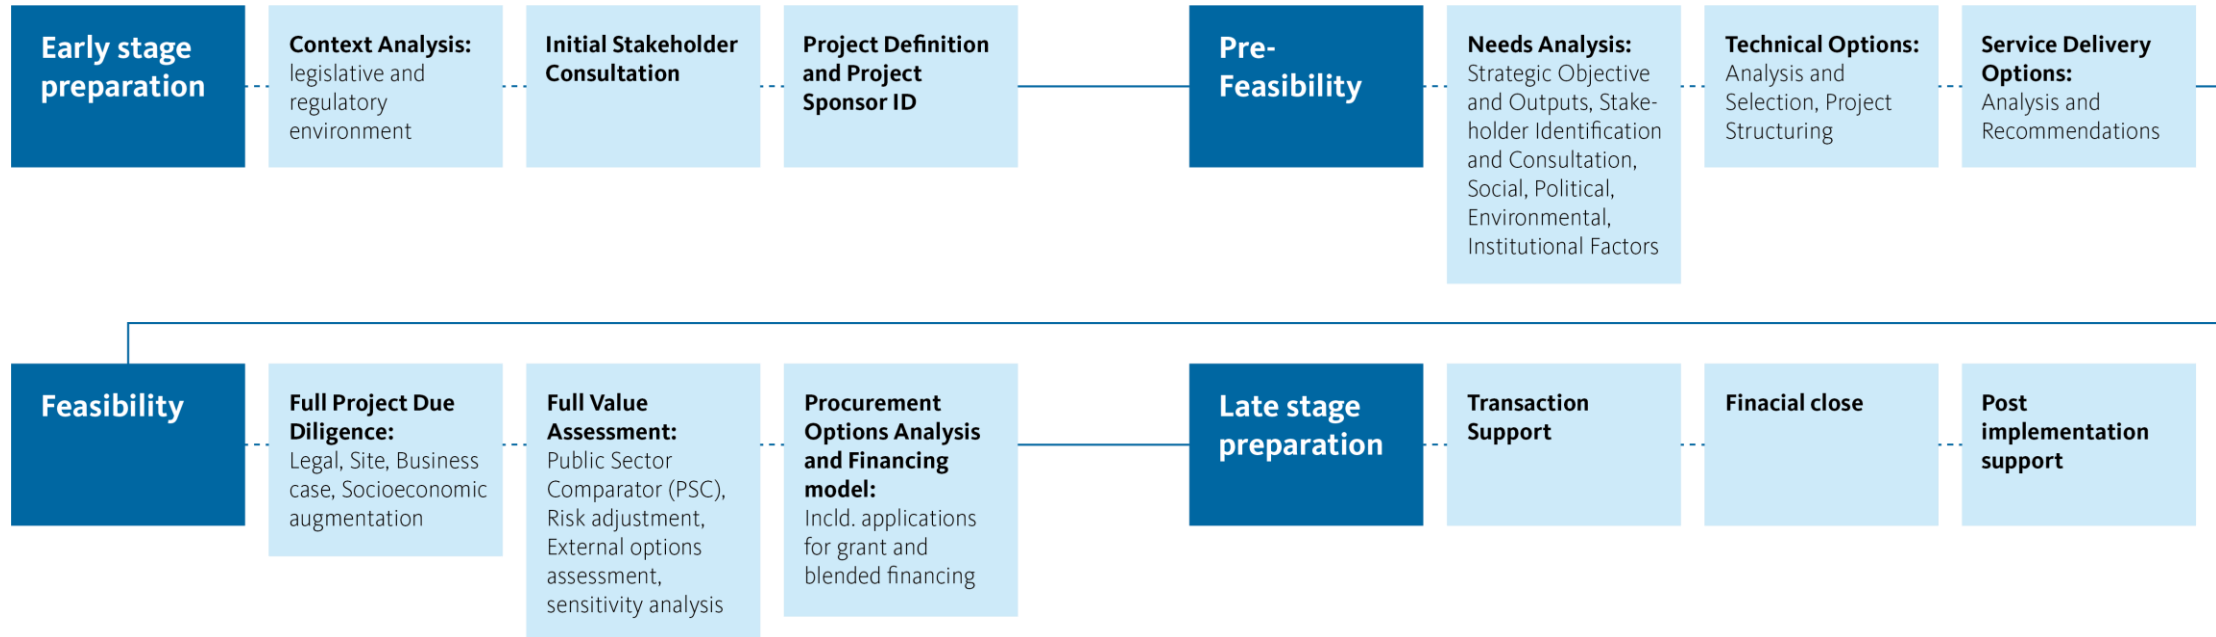 Early stage
preparation
Context Analysis:
legislative and
regulatory
environment
Initial Stakeholder
Consultation
Project Definition
and Project
Sponsor ID
Pre-
Feasibility
Needs Analysis:
Strategic Objective
and Outputs, Stake-
holder Identification
and Consultation,
Social, Political,
Environmental,
Institutional Factors
Technical Options:
Analysis and
Selection, Project
Structuring
Service Delivery
Options:
Analysis and
Recommendations
Feasibility
Full Project Due
Diligence:
Legal, Site, Business
case, Socioeconomic
augmentation
Full Value
Assessment:
Public Sector
Comparator (PSC),
Risk adjustment,
External options
assessment,
sensitivity analysis
Procurement
Options Analysis
and Financing
model:
Incld. applications
for grant and
blended financing
Late stage
preparation
Transaction
Support
Finacial close
Post
implementation
support